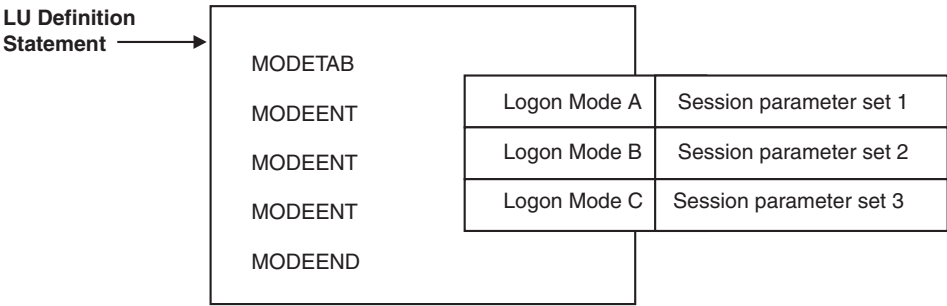 LU Definition
Statement
MODETAB
MODEENT
Logon Mode A Session parameter set 1
MODEENT
Logon Mode B Session parameter set 2
MODEENT
Logon Mode C Session parameter set 3
MODEEND